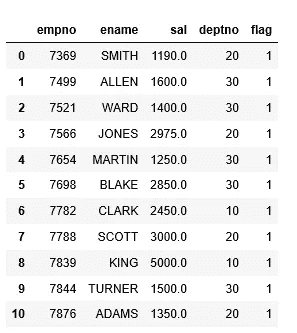 empno ename sal deptno flag
0 7369 SMITH 1190.0 20 1
1 7499 ALLEN 1600.0 30 1
2 7521 WARD 1400.0 30 1
3 7566 JONES 2975.0 20 1
4 7654 MARTIN 1250.0 30 1
5 7698 BLAKE 2850.0 30 1
6 7782 CLARK 2450.0 10 1
7 7788 SCOTT 3000.0 20 1
8 7839 KING 5000.0 10 1
9 7844 TURNER 1500.0 30 1
10 7876 ADAMS 1350.0 20 1